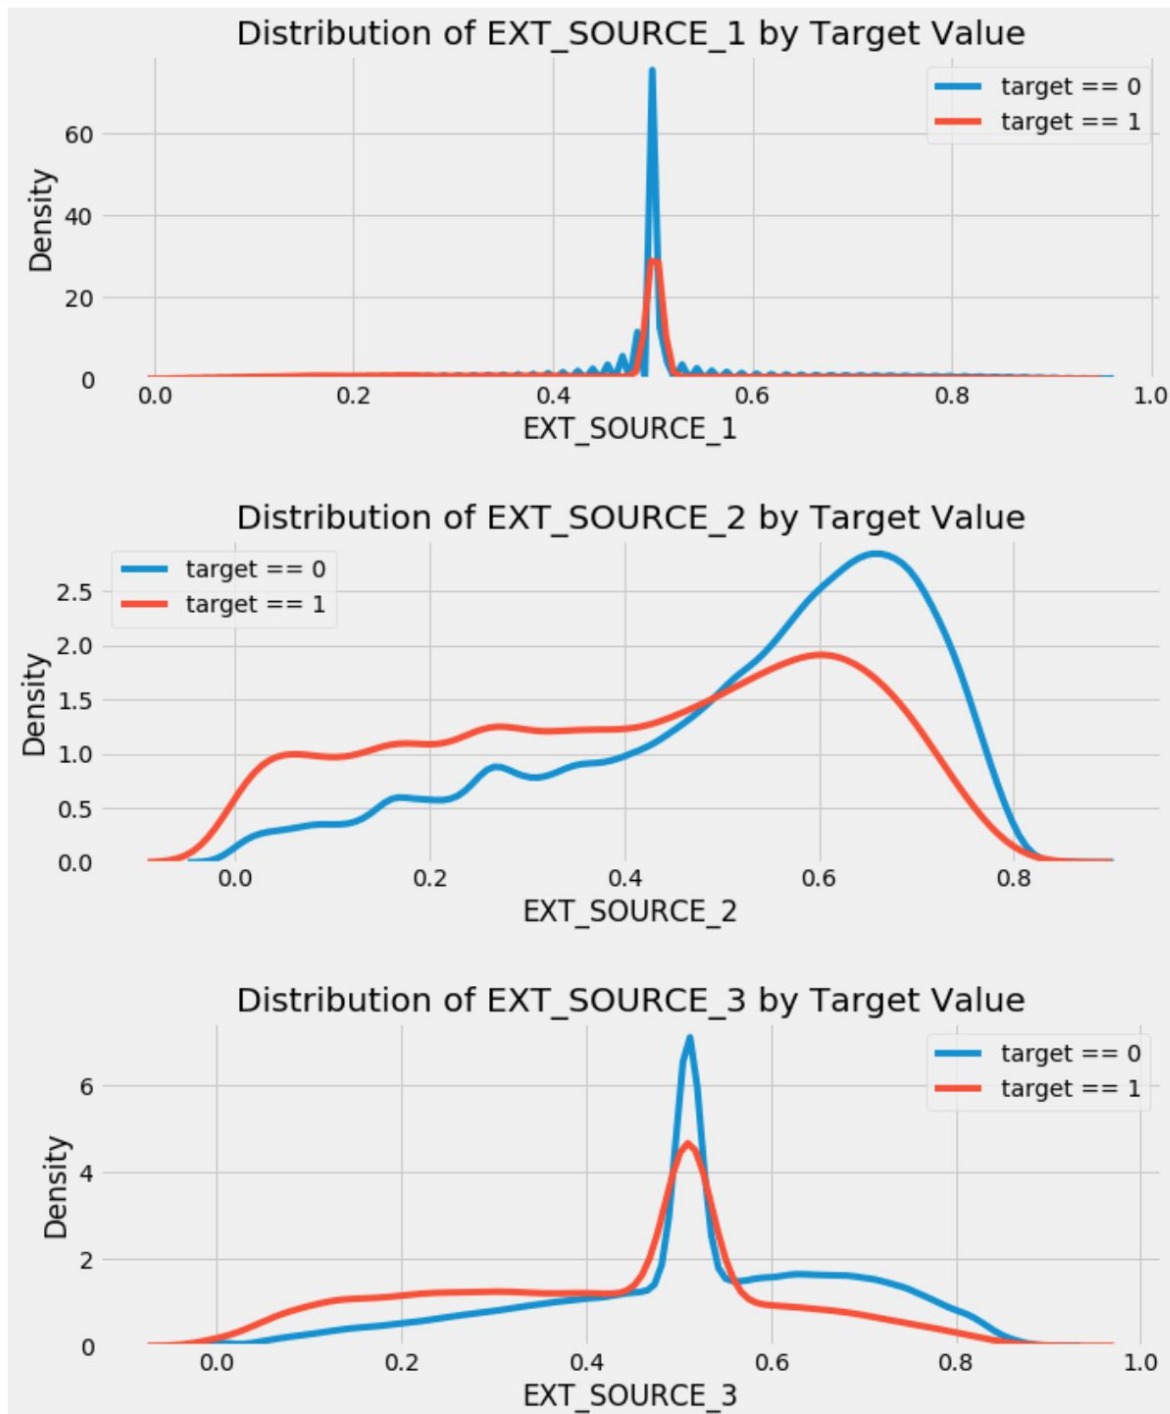 Distribution of EXT_SOURCE_1 by Target Value
target == 0
target == 1
60
40
20
0
Density
0.0 0.2 0.4 0.6 0.8 1.0
EXT_SOURCE_1
Distribution of EXT_SOURCE_2 by Target Value
target == 0
target == 1
2.5
2.0
1.5
1.0
0.5
0.0
Density
0.0 0.2 0.4 0.6 0.8
EXT_SOURCE_2
Distribution of EXT_SOURCE_3 by Target Value
target == 0
target == 1
6
4
2
0
Density
0.0 0.2 0.4 0.6 0.8 1.0
EXT_SOURCE_3